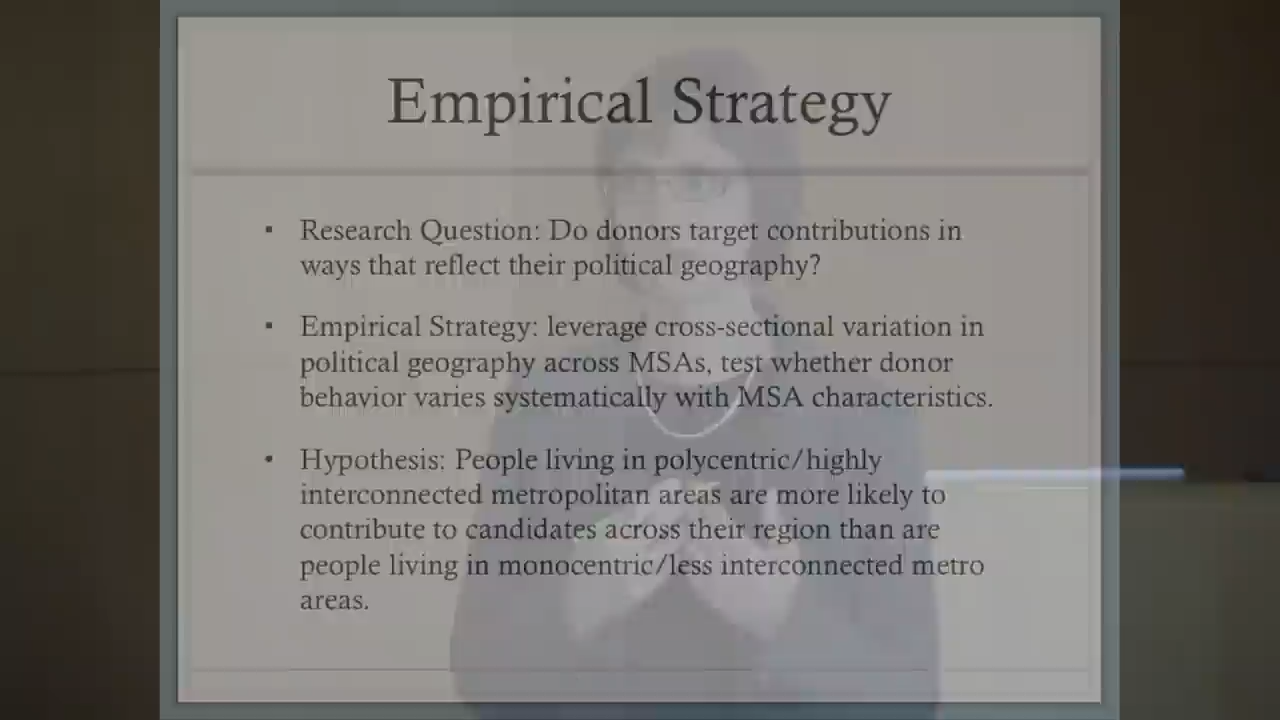 Empirical Strategy
▪ Research Question: Do donors target contributions in
ways that reflect their political geography?
▪ Empirical Strategy: leverage cross-sectional variation in
political geography across MSAs, test whether donor
behavior varies systematically with MSA characteristics.
▪ Hypothesis: People living in polycentric/highly
interconnected metropolitan areas are more likely to
contribute to candidates across their region than are
people living in monocentric/less interconnected metro
areas.